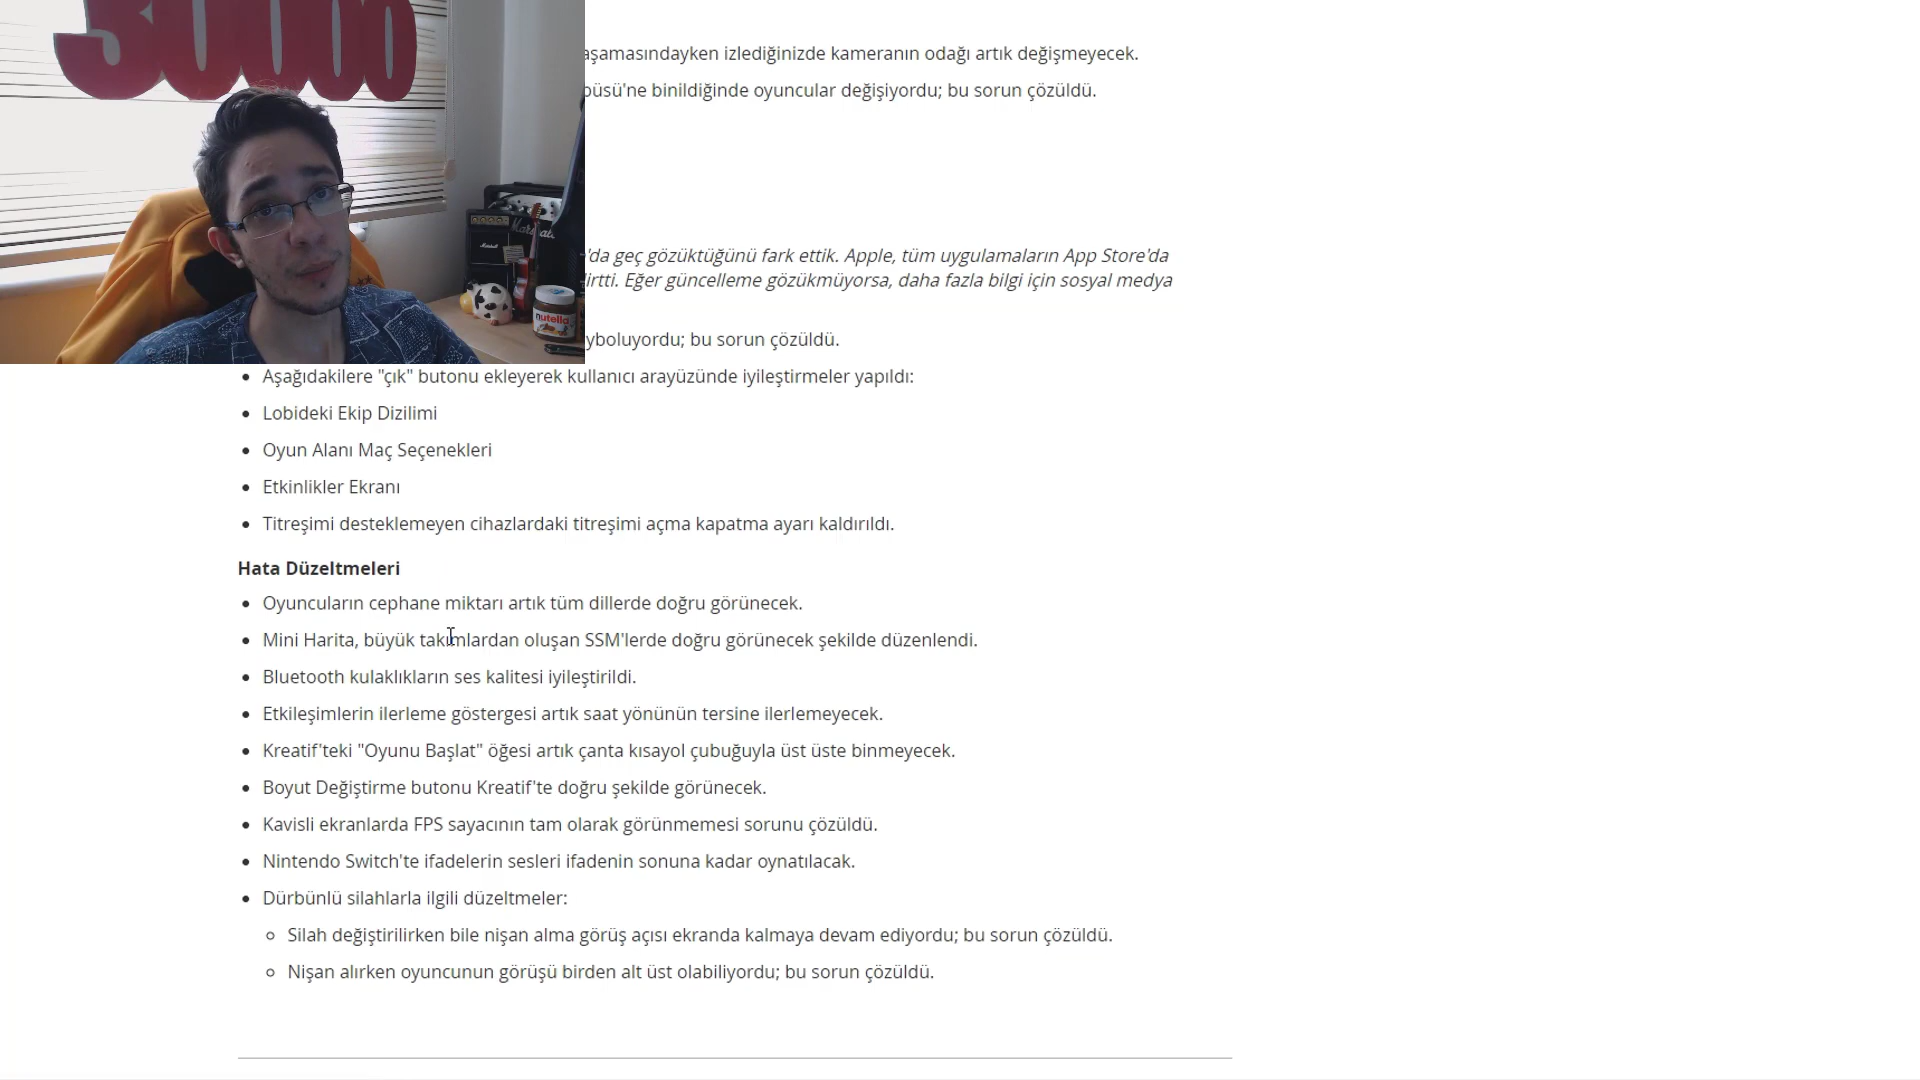 30000
aşamasındayken izlediğinizde kameranın odağı artık değişmeyecek.
büsü'ne binildiğinde oyuncular değişiyordu; bu sorun çözüldü.
Marshall
Marshall
'da geç gözüktüğünü fark ettik. Apple, tüm uygulamaların App Store'da
irtti. Eğer güncelleme gözükmüyorsa, daha fazla bilgi için sosyal medya
nutella
yboluyordu; bu sorun çözüldü.
• Aşağıdakilere "çık" butonu ekleyerek kullanıcı arayüzünde iyileştirmeler yapıldı:
• Lobideki Ekip Dizilimi
• Oyun Alanı Maç Seçenekleri
• Etkinlikler Ekranı
• Titreşimi desteklemeyen cihazlardaki titreşimi açma kapatma ayarı kaldırıldı.
Hata Düzeltmeleri
• Oyuncuların cephane miktarı artık tüm dillerde doğru görünecek.
• Mini Harita, büyük takımlardan oluşan SSM'lerde doğru görünecek şekilde düzenlendi.
• Bluetooth kulaklıkların ses kalitesi iyileştirildi.
• Etkileşimlerin ilerleme göstergesi artık saat yönünün tersine ilerlemeyecek.
• Kreatif'teki "Oyunu Başlat" öğesi artık çanta kısayol çubuğuyla üst üste binmeyecek.
• Boyut Değiştirme butonu Kreatif'te doğru şekilde görünecek.
• Kavisli ekranlarda FPS sayacının tam olarak görünmemesi sorunu çözüldü.
• Nintendo Switch'te ifadelerin sesleri ifadenin sonuna kadar oynatılacak.
• Dürbünlü silahlarla ilgili düzeltmeler:
○ Silah değiştirilirken bile nişan alma görüş açısı ekranda kalmaya devam ediyordu; bu sorun çözüldü.
○ Nişan alırken oyuncunun görüşü birden alt üst olabiliyordu; bu sorun çözüldü.